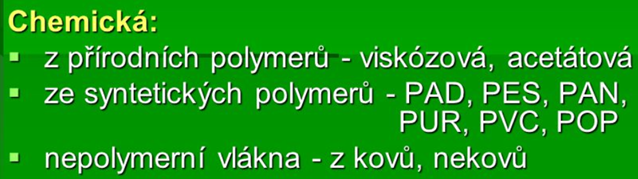 Chemická:
▪ z přírodních polymerů - viskózová, acetátová
▪ ze syntetických polymerů - PAD, PES, PAN,
PUR, PVC, POP
▪ nepolymerní vlákna - z kovů, nekovů